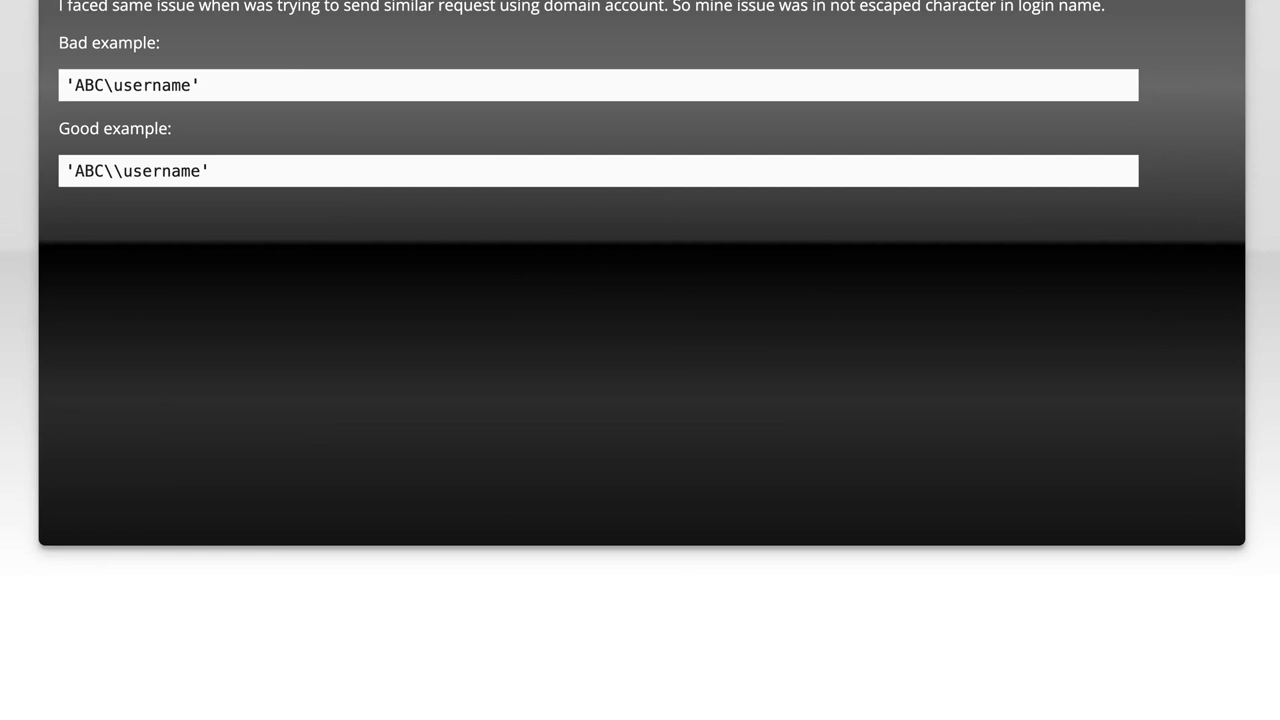 I faced same issue when was trying to send similar request using domain account. So mine issue was in not escaped character in login name.
Bad example:
'ABC\username'
Good example:
'ABC\\username'